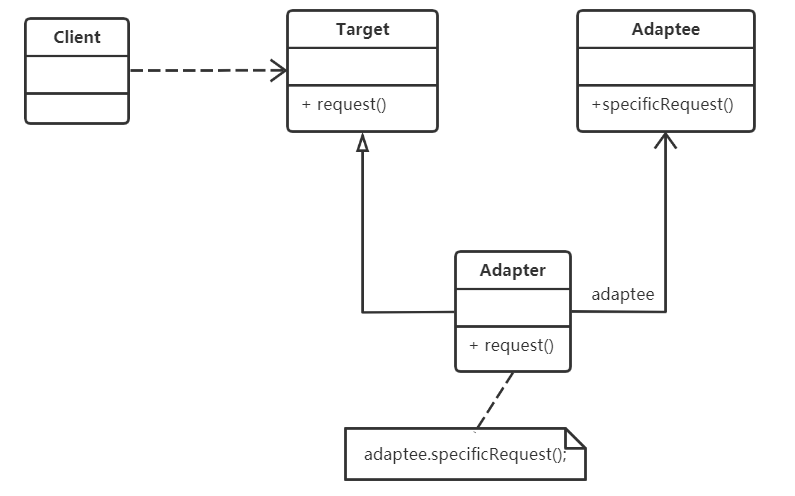 Client
Target
+ request()
Adaptee
+specificRequest()
Adapter
+ request()
adaptee
adaptee.specificRequest();